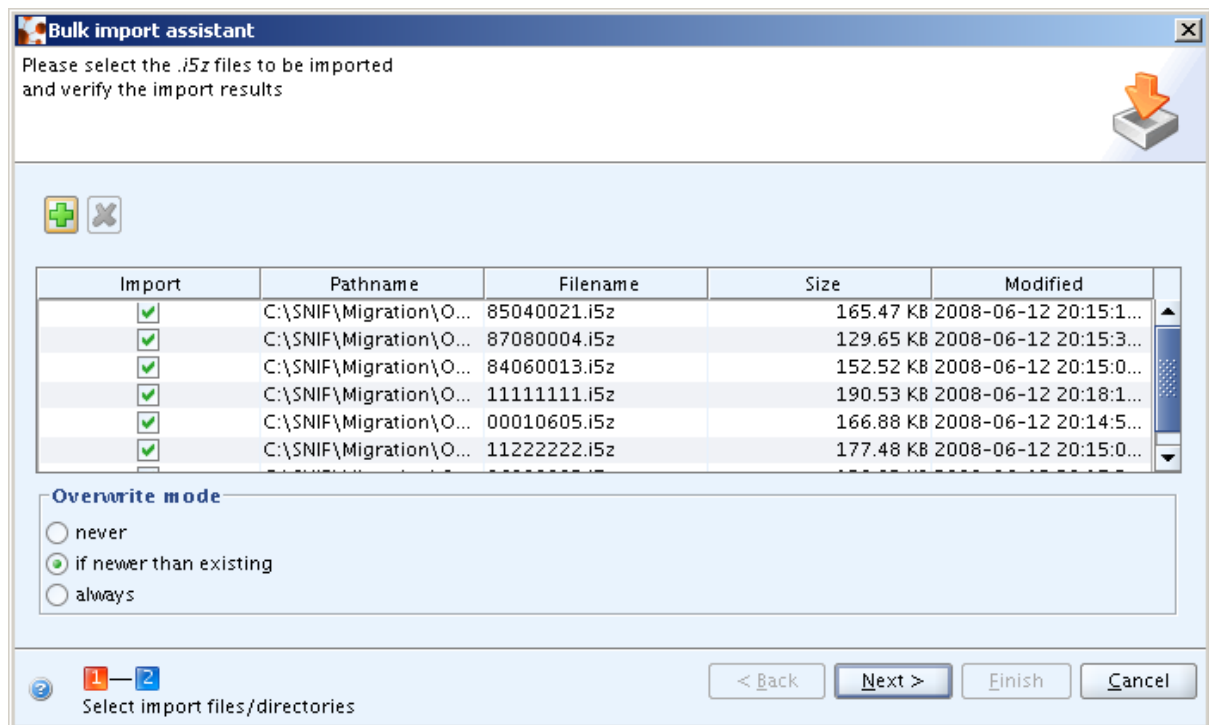 Bulk import assistant
Please select the .i5z files to be imported
and verify the import results
Import Pathname Filename Size Modified
C:\SNIF\Migration\O... 85040021.i5z 165.47 KB 2008-06-12 20:15:1...
C:\SNIF\Migration\O... 87080004.i5z 129.65 KB 2008-06-12 20:15:3...
C:\SNIF\Migration\O... 84060013.i5z 152.52 KB 2008-06-12 20:15:0...
C:\SNIF\Migration\O... 11111111.i5z 190.53 KB 2008-06-12 20:18:1...
C:\SNIF\Migration\O... 00010605.i5z 166.88 KB 2008-06-12 20:14:5...
C:\SNIF\Migration\O... 11222222.i5z 177.48 KB 2008-06-12 20:15:0...
Overwrite mode
never
if newer than existing
always
1 2
Select import files/directories
< Back Next > Finish Cancel